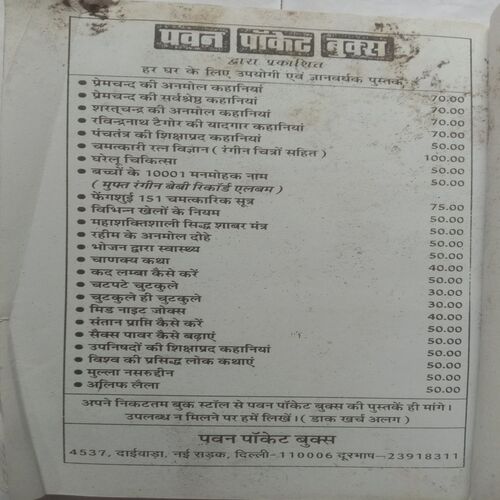 पवन पॉकेट बुक्स
द्वारा प्रकाशित
हर घर के लिए उपयोगी एवं ज्ञानवर्धक पुस्तकें
• प्रेमचन्द की अनमोल कहानियां 70.00
• प्रेमचन्द की सर्वश्रेष्ठ कहानियां 70.00
• शरतचन्द्र की अनमोल कहानियां 70.00
• रविन्द्रनाथ टैगोर की यादगार कहानियां 70.00
• पंचतंत्र की शिक्षाप्रद कहानियां 50.00
• चमत्कारी रत्न विज्ञान ( रंगीन चित्रों सहित ) 100.00
• घरेलू चिकित्सा 50.00
• बच्चों के 10001 मनमोहक नाम 50.00
( मुफ्त रंगीन बेबी रिकॉर्ड एलबम )
• फेंगशुई 151 चमत्कारिक सूत्र 75.00
• विभिन्न खेलों के नियम 50.00
• महाशक्तिशाली सिद्ध शाबर मंत्र 50.00
• रहीम के अनमोल दोहे 50.00
• भोजन द्वारा स्वास्थ्य 50.00
• चाणक्य कथा 40.00
• कद लम्बा कैसे करें 50.00
• चटपटे चुटकुले 30.00
• चुटकुले ही चुटकुले 30.00
• मिड नाइट जोक्स 40.00
• संतान प्राप्ति कैसे करें 50.00
• सैक्स पावर कैसे बढ़ाएं 50.00
• उपनिषदों की शिक्षाप्रद कहानियां 50.00
• विश्व की प्रसिद्ध लोक कथाएं 50.00
• मुल्ला नसरुद्दीन 50.00
• अलिफ लैला 50.00
अपने निकटतम बुक स्टॉल से पवन पॉकेट बुक्स की पुस्तकें ही मांगे।
उपलब्ध न मिलने पर हमें लिखें। ( डाक खर्च अलग )
पवन पॉकेट बुक्स
4537, दाईवाड़ा, नई सड़क, दिल्ली-110006 दूरभाष-23918311